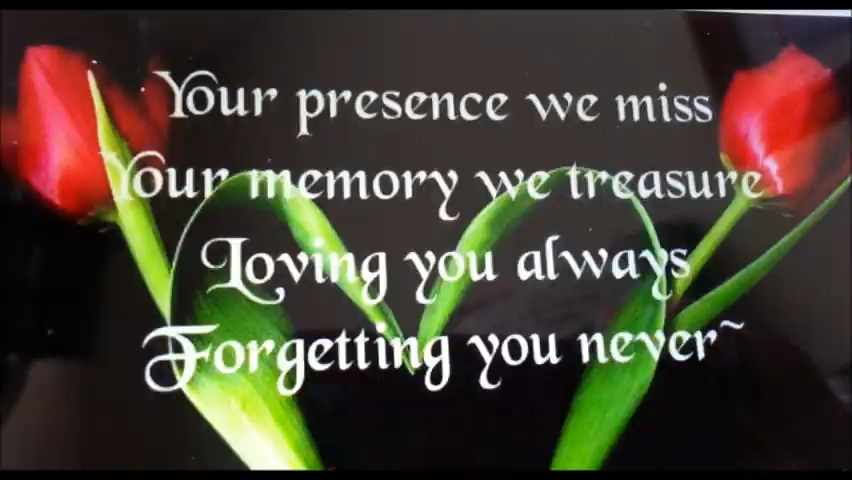 Your presence we miss
Your memory we treasure
Loving you always
Forgetting you never~